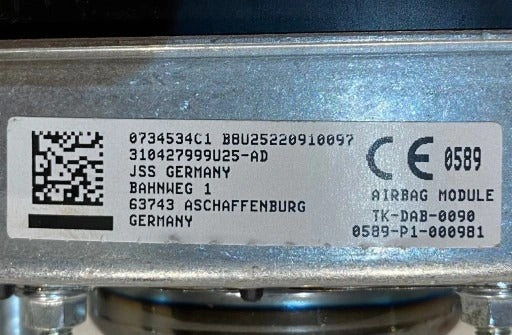 0734534C1 B8U25220910097
310427999U25-AD
JSS GERMANY
BAHNWEG 1
63743 ASCHAFFENBURG
GERMANY
CE 0589
AIRBAG MODULE
TK-DAB-0090
0589-P1-000981